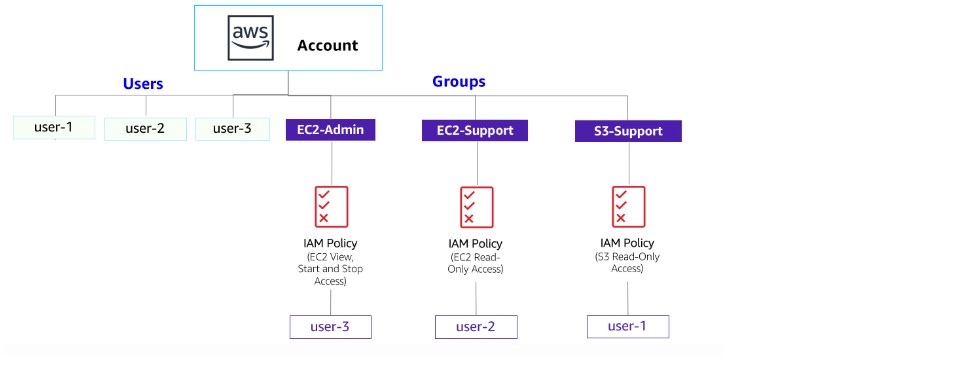 aws
Account
Users
Groups
user-1
user-2
user-3
EC2-Admin
EC2-Support
S3-Support
IAM Policy
(EC2 View,
Start and Stop
Access)
IAM Policy
(EC2 Read-
Only Access)
IAM Policy
(S3 Read-Only
Access)
user-3
user-2
user-1